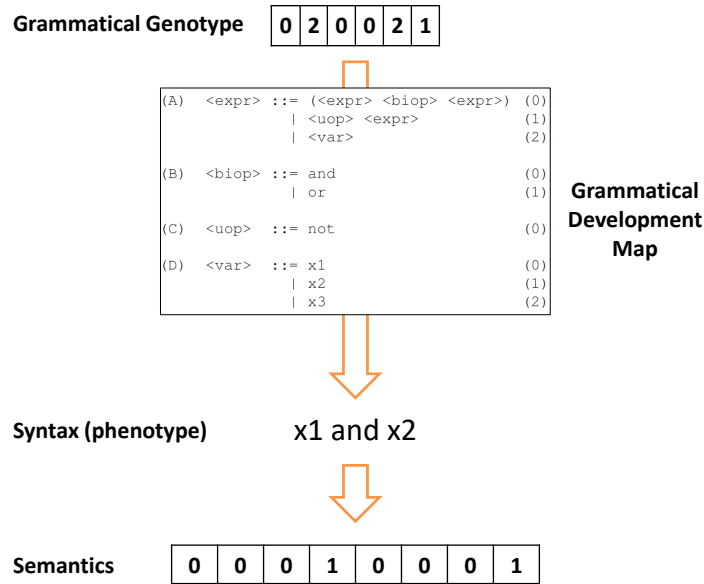 Grammatical Genotype
0 2 0 0 2 1
(A) <expr> ::= (<expr> <biop> <expr>) (0)
| <uop> <expr> (1)
| <var> (2)
(B) <biop> ::= and (0)
| or (1)
(C) <uop> ::= not (0)
(D) <var> ::= x1 (0)
| x2 (1)
| x3 (2)
Grammatical
Development
Map
Syntax (phenotype) x1 and x2
Semantics 0 0 0 1 0 0 0 1